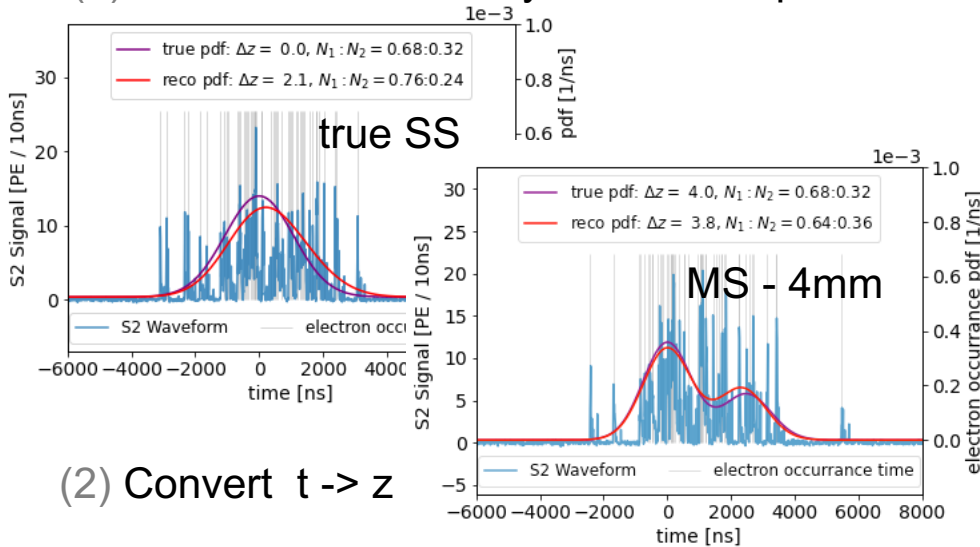 1e−3
true pdf: Δz = 0.0, N₁ : N₂ = 0.68:0.32
reco pdf: Δz = 2.1, N₁ : N₂ = 0.76:0.24
true SS
S2 Signal [PE / 10ns]
30
20
10
0
1.0
0.8
0.6
pdf [1/ns]
S2 Waveform
electron occu
−6000 −4000 −2000 0 2000 4000
time [ns]
1e−3
true pdf: Δz = 4.0, N₁ : N₂ = 0.68:0.32
reco pdf: Δz = 3.8, N₁ : N₂ = 0.64:0.36
MS - 4mm
S2 Signal [PE / 10ns]
30
25
20
15
10
5
0
−5
1.0
0.8
0.6
0.4
0.2
0.0
electron occurrance pdf [1/ns]
S2 Waveform
electron occurrance time
−6000 −4000 −2000 0 2000 4000 6000 8000
time [ns]
(2) Convert t -> z